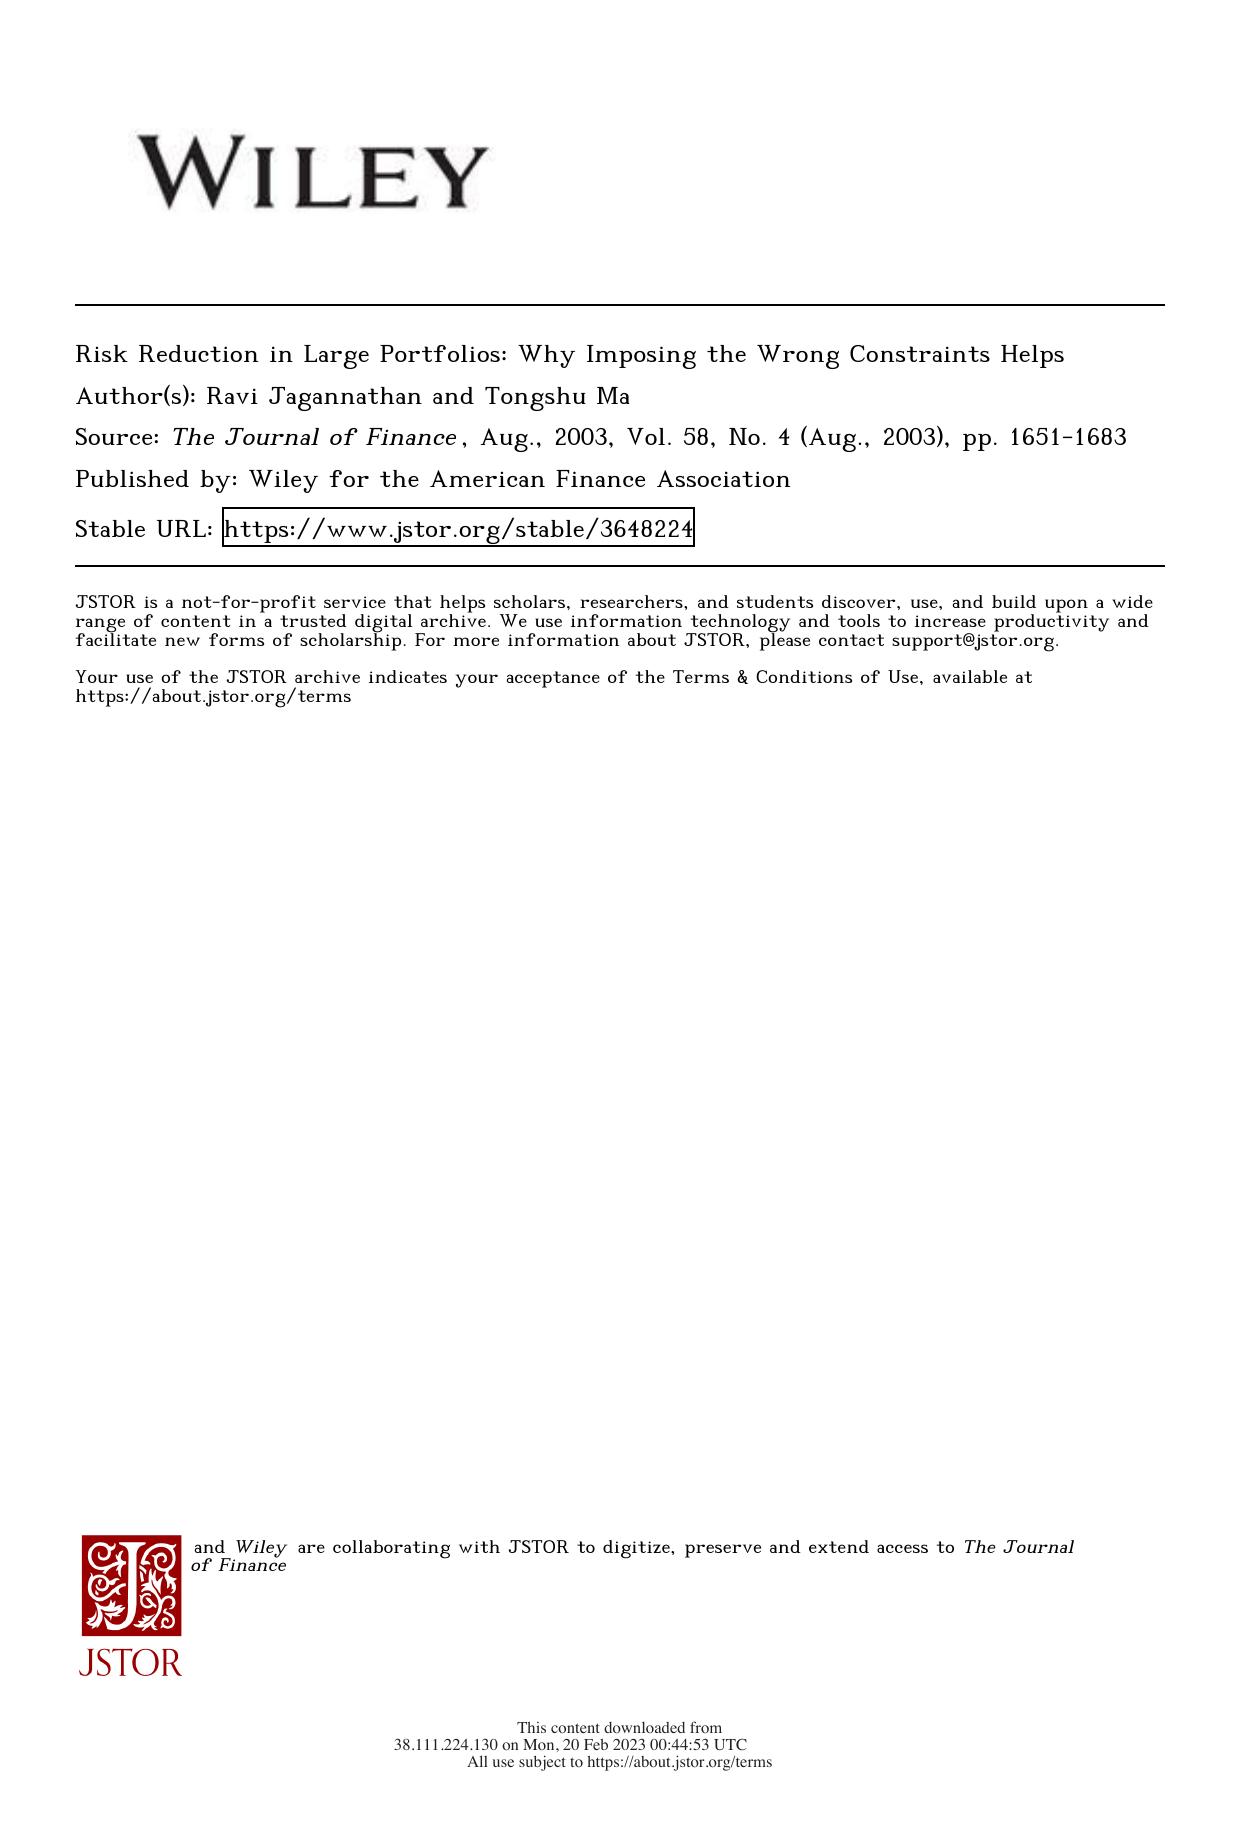 WILEY
Risk Reduction in Large Portfolios: Why Imposing the Wrong Constraints Helps
Author(s): Ravi Jagannathan and Tongshu Ma
Source: The Journal of Finance, Aug., 2003, Vol. 58, No. 4 (Aug., 2003), pp. 1651-1683
Published by: Wiley for the American Finance Association
Stable URL: https://www.jstor.org/stable/3648224
JSTOR is a not-for-profit service that helps scholars, researchers, and students discover, use, and build upon a wide
range of content in a trusted digital archive. We use information technology and tools to increase productivity and
facilitate new forms of scholarship. For more information about JSTOR, please contact support@jstor.org.
Your use of the JSTOR archive indicates your acceptance of the Terms & Conditions of Use, available at
https://about.jstor.org/terms
and Wiley are collaborating with JSTOR to digitize, preserve and extend access to The Journal
of Finance
JSTOR
This content downloaded from
38.111.224.130 on Mon, 20 Feb 2023 00:44:53 UTC
All use subject to https://about.jstor.org/terms